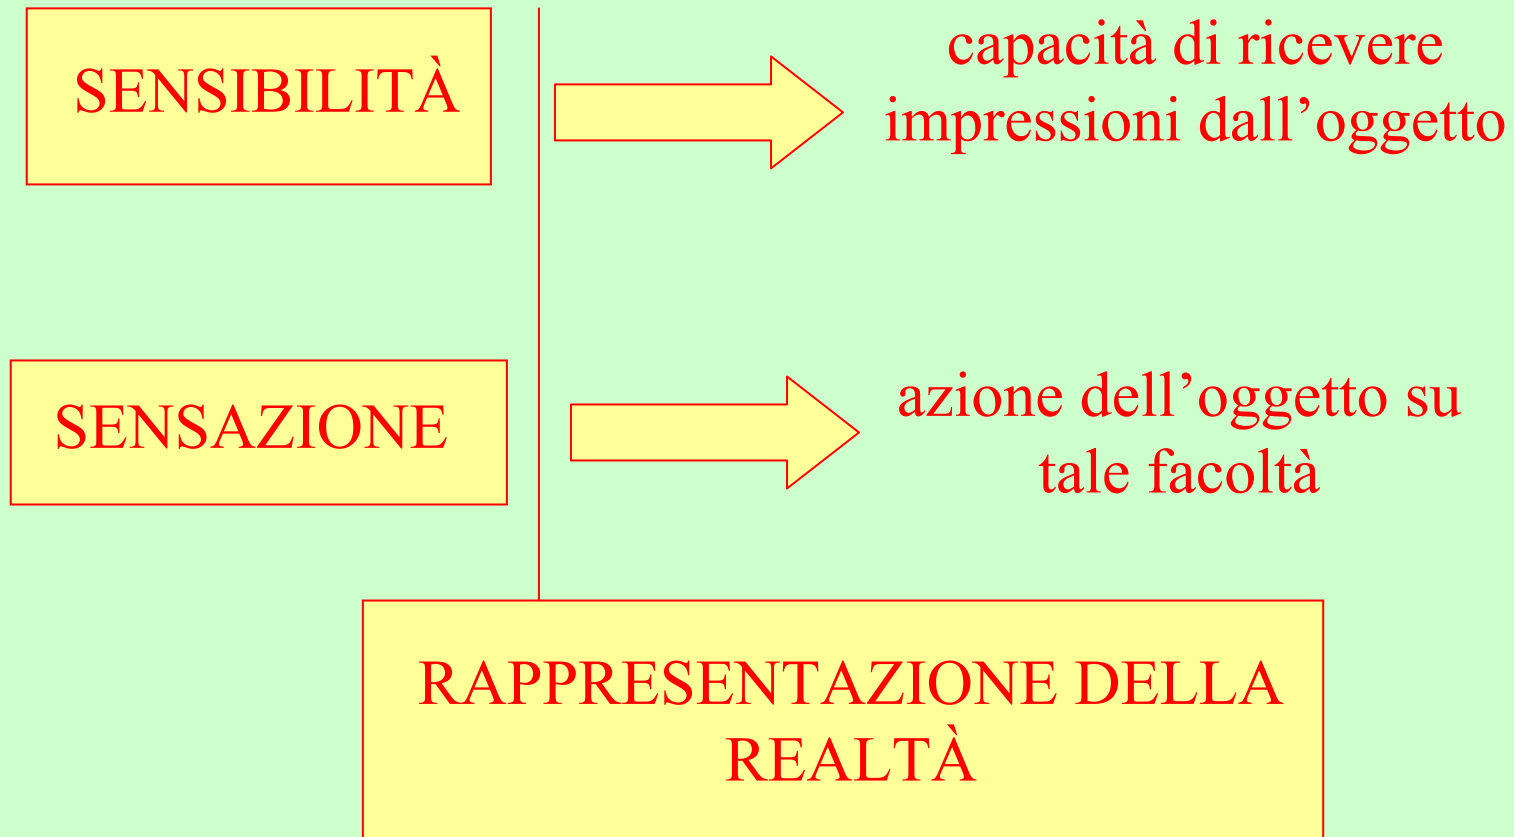 SENSIBILITÀ
capacità di ricevere
impressioni dall’oggetto
SENSAZIONE
azione dell’oggetto su
tale facoltà
RAPPRESENTAZIONE DELLA
REALTÀ